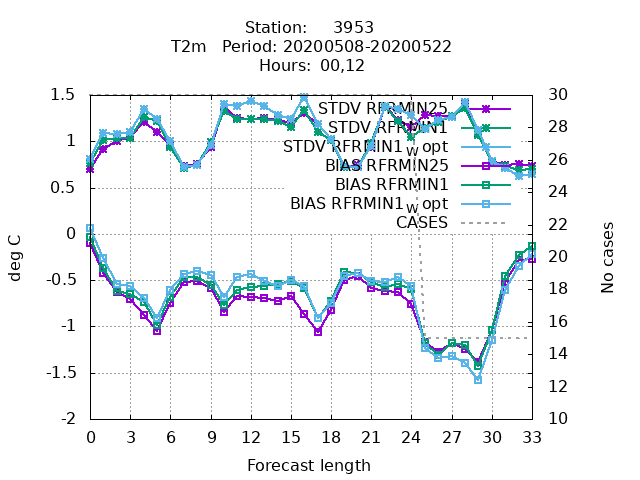 Station: 3953
T2m Period: 20200508-20200522
Hours: 00,12
1.5
1
0.5
0
-0.5
-1
-1.5
-2
deg C
30
28
26
24
22
20
18
16
14
12
10
No cases
STDV RFRMIN25
STDV RFRMIN1
STDV RFRMIN1w opt
BIAS RFRMIN25
BIAS RFRMIN1
BIAS RFRMIN1w opt
CASES
0 3 6 9 12 15 18 21 24 27 30 33
Forecast length